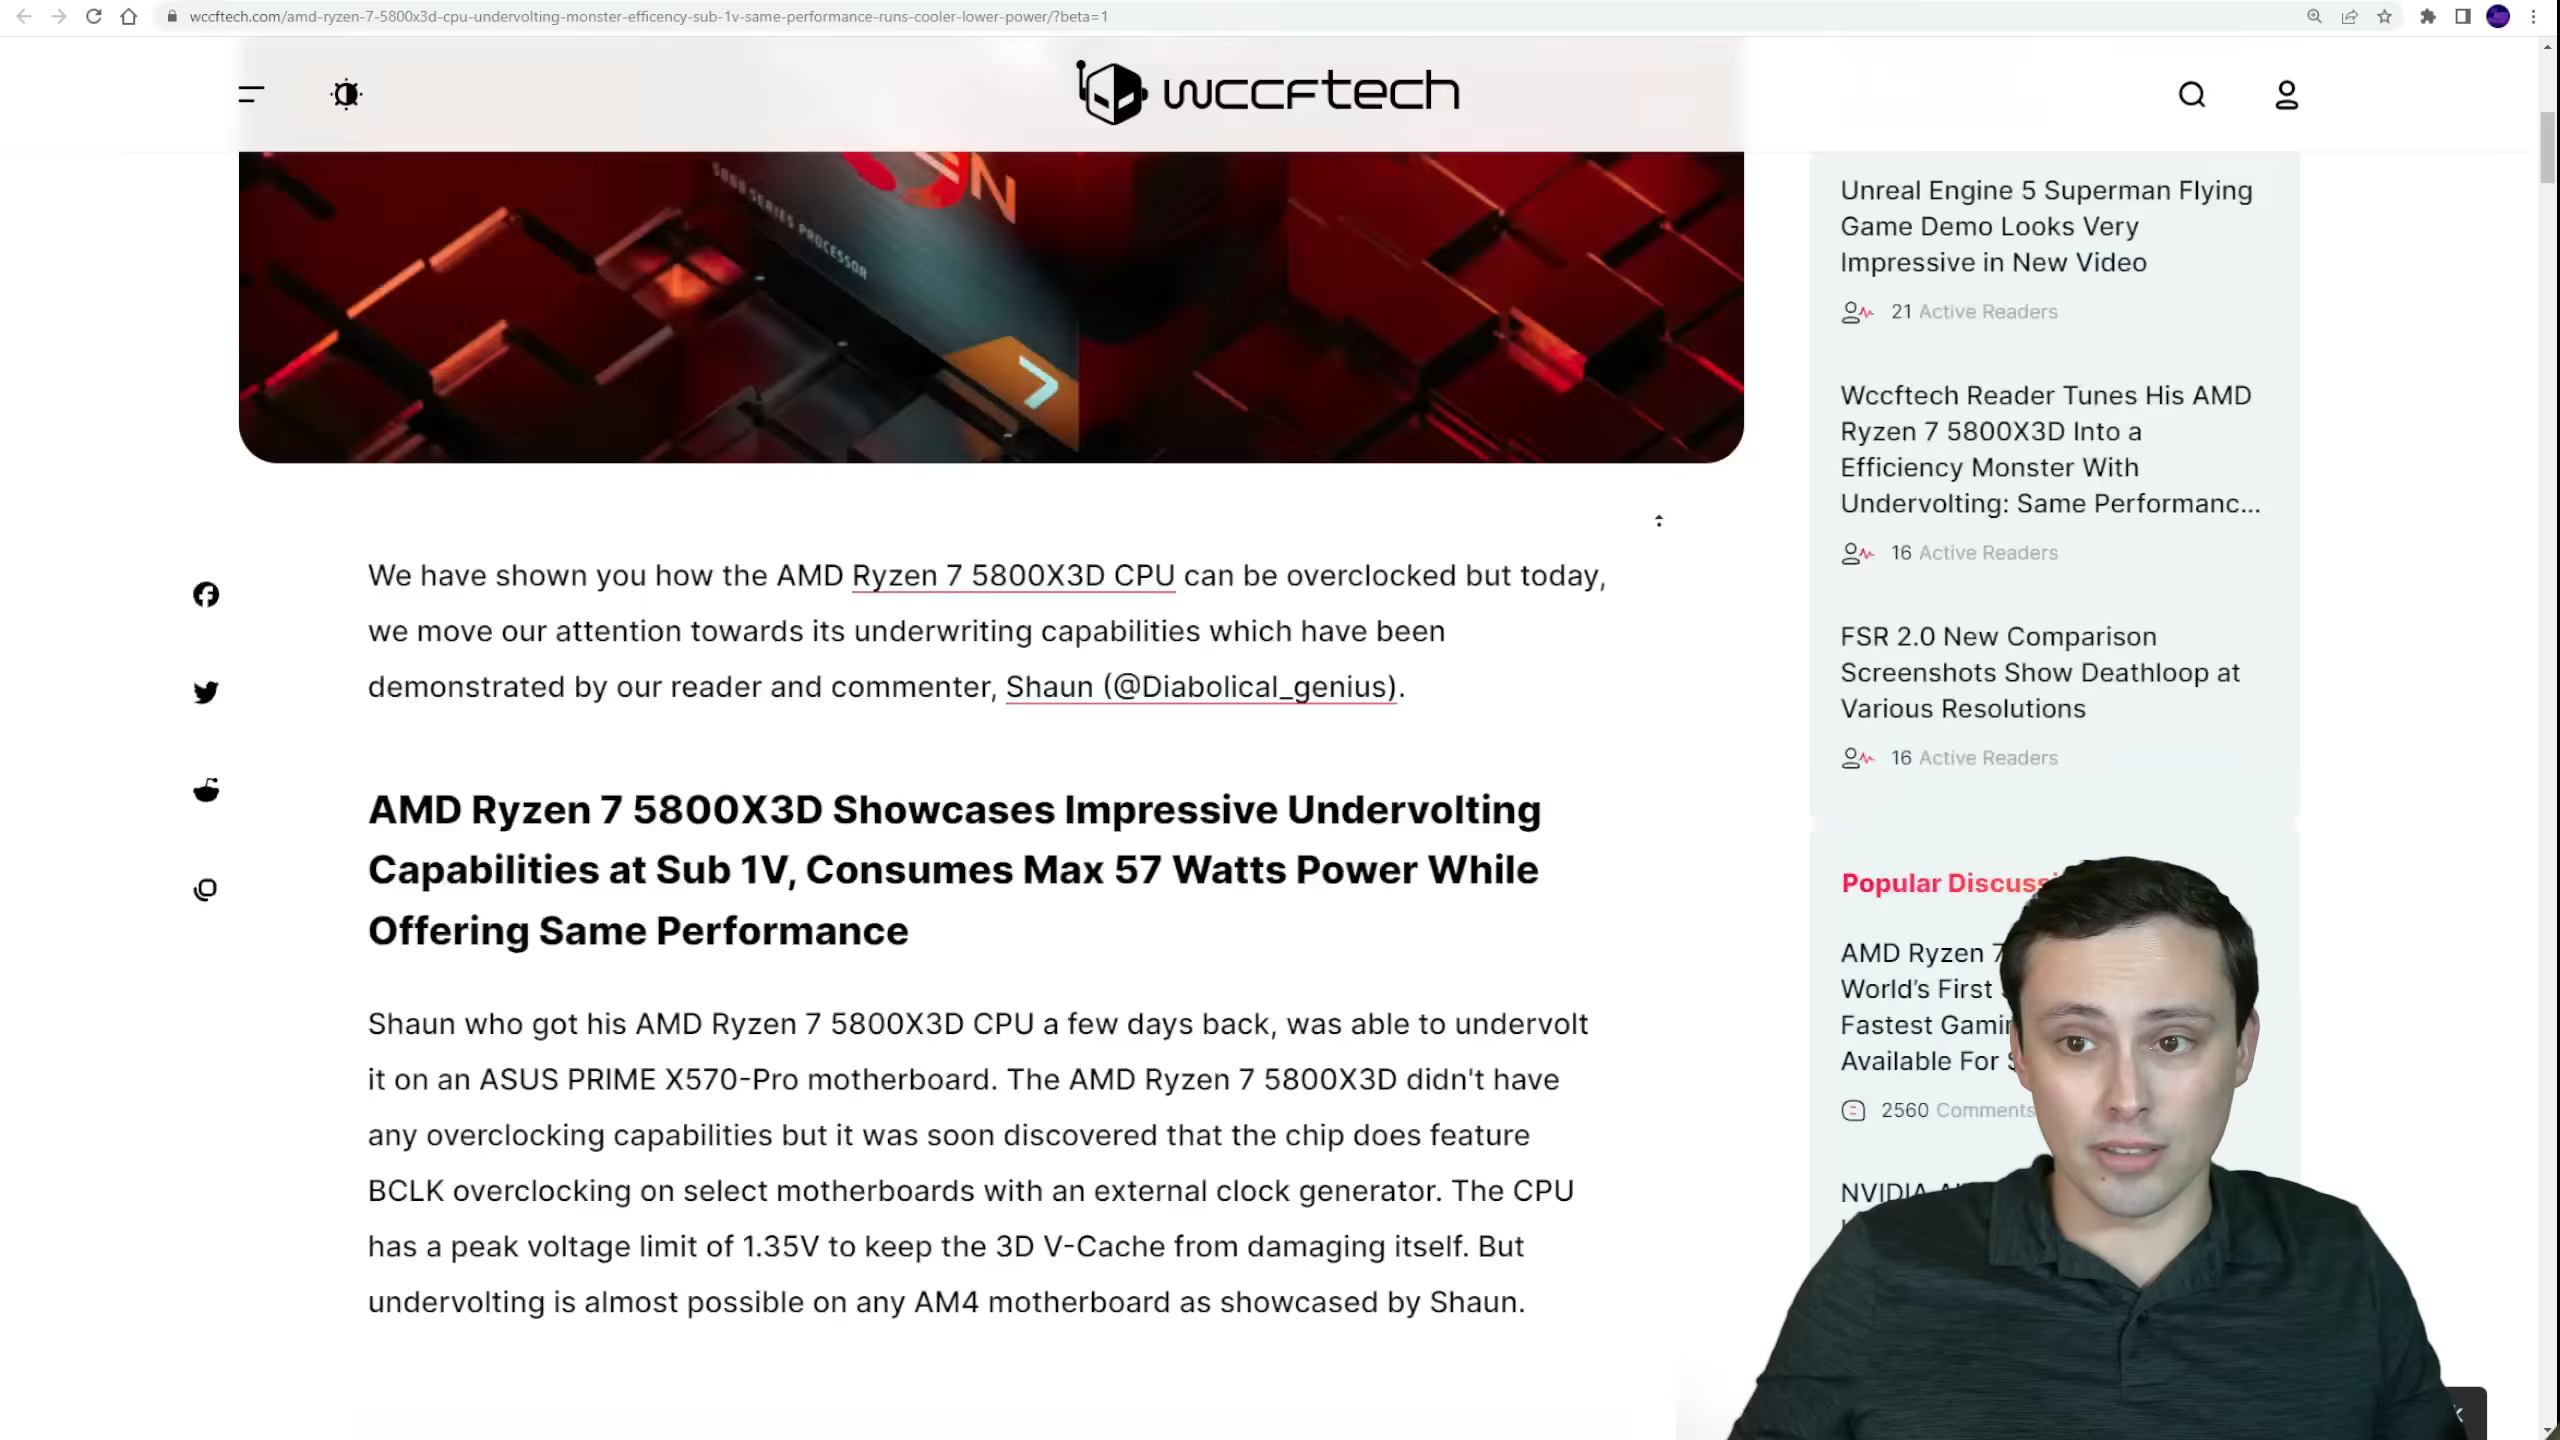 wccftech.com/amd-ryzen-7-5800x3d-cpu-undervolting-monster-efficency-sub-1v-same-performance-runs-cooler-lower-power/?beta=1
wccftech
5000 SERIES PROCESSOR
7
We have shown you how the AMD Ryzen 7 5800X3D CPU can be overclocked but today,
we move our attention towards its underwriting capabilities which have been
demonstrated by our reader and commenter, Shaun (@Diabolical_genius).
AMD Ryzen 7 5800X3D Showcases Impressive Undervolting
Capabilities at Sub 1V, Consumes Max 57 Watts Power While
Offering Same Performance
Shaun who got his AMD Ryzen 7 5800X3D CPU a few days back, was able to undervolt
it on an ASUS PRIME X570-Pro motherboard. The AMD Ryzen 7 5800X3D didn't have
any overclocking capabilities but it was soon discovered that the chip does feature
BCLK overclocking on select motherboards with an external clock generator. The CPU
has a peak voltage limit of 1.35V to keep the 3D V-Cache from damaging itself. But
undervolting is almost possible on any AM4 motherboard as showcased by Shaun.
Unreal Engine 5 Superman Flying
Game Demo Looks Very
Impressive in New Video
21 Active Readers
Wccftech Reader Tunes His AMD
Ryzen 7 5800X3D Into a
Efficiency Monster With
Undervolting: Same Performanc...
16 Active Readers
FSR 2.0 New Comparison
Screenshots Show Deathloop at
Various Resolutions
16 Active Readers
Popular
AMD Ryzen 7
World's First
Fastest
Available For
2560 Comments
NVIDIA